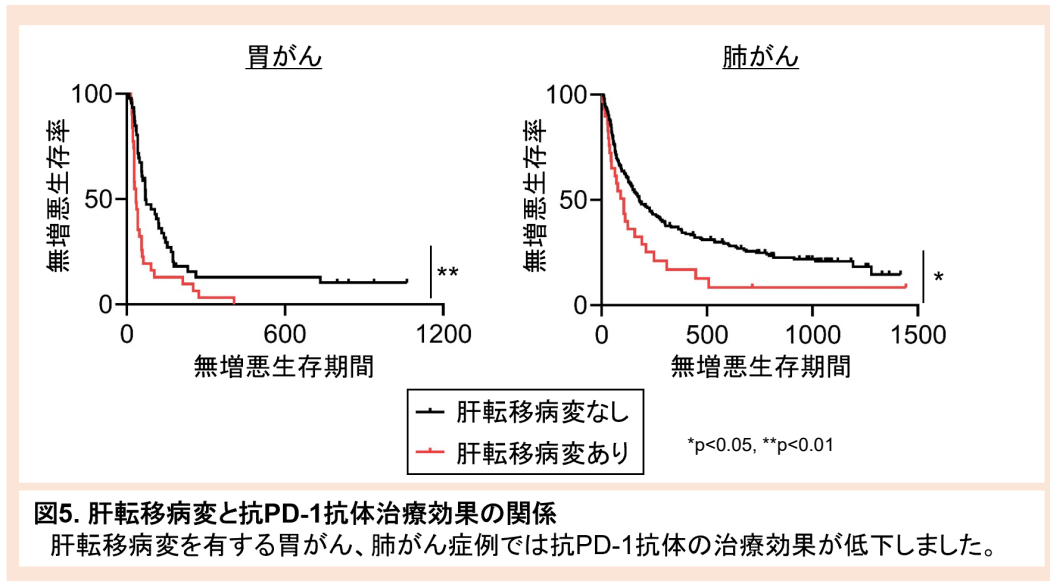 胃がん
無増悪生存率
100
50
0
0
600
1200
無増悪生存期間
**
肺がん
無増悪生存率
100
50
0
0
500
1000
1500
無増悪生存期間
*
肝転移病変なし
肝転移病変あり
*p<0.05, **p<0.01
図5. 肝転移病変と抗PD-1抗体治療効果の関係
肝転移病変を有する胃がん、肺がん症例では抗PD-1抗体の治療効果が低下しました。